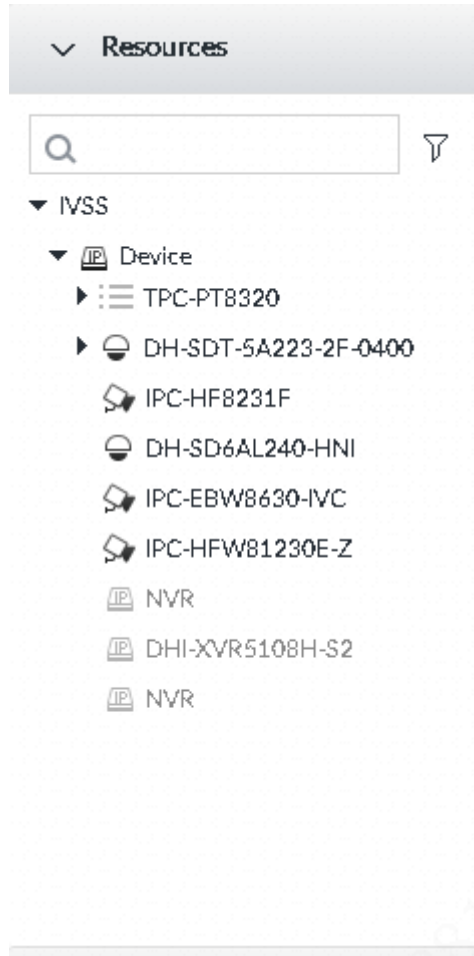 Resources
IVSS
Device
TPC-PT8320
DH-SDT-5A223-2F-0400
IPC-HF8231F
DH-SD6AL240-HNI
IPC-EBW8630-IVC
IPC-HFW81230E-Z
NVR
DHI-XVR5108H-S2
NVR